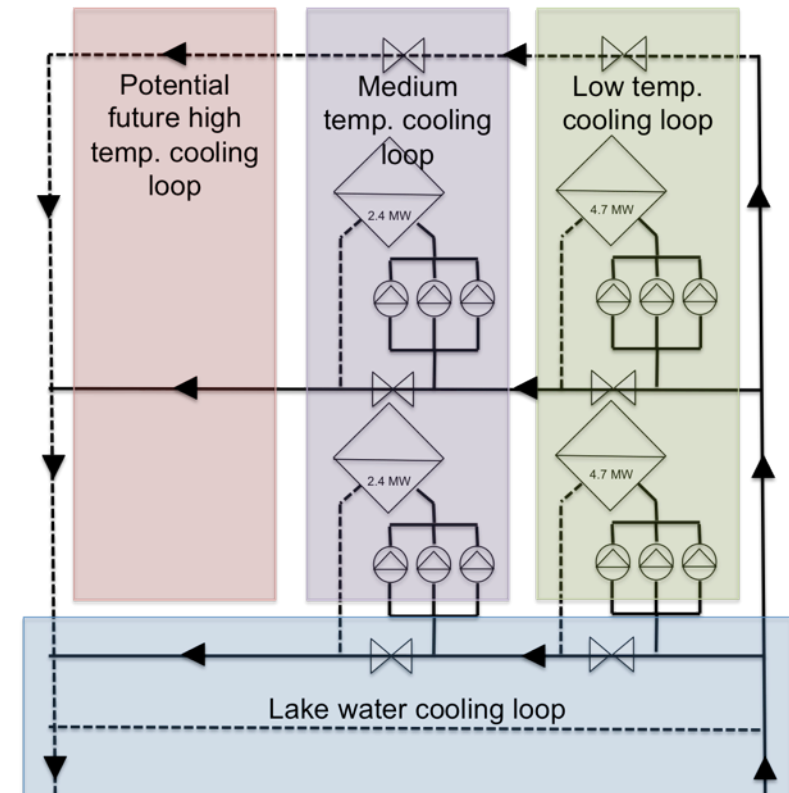 Potential
future high
temp. cooling
loop
Medium
temp. cooling
loop
Low temp.
cooling loop
2.4 MW
4.7 MW
2.4 MW
4.7 MW
Lake water cooling loop